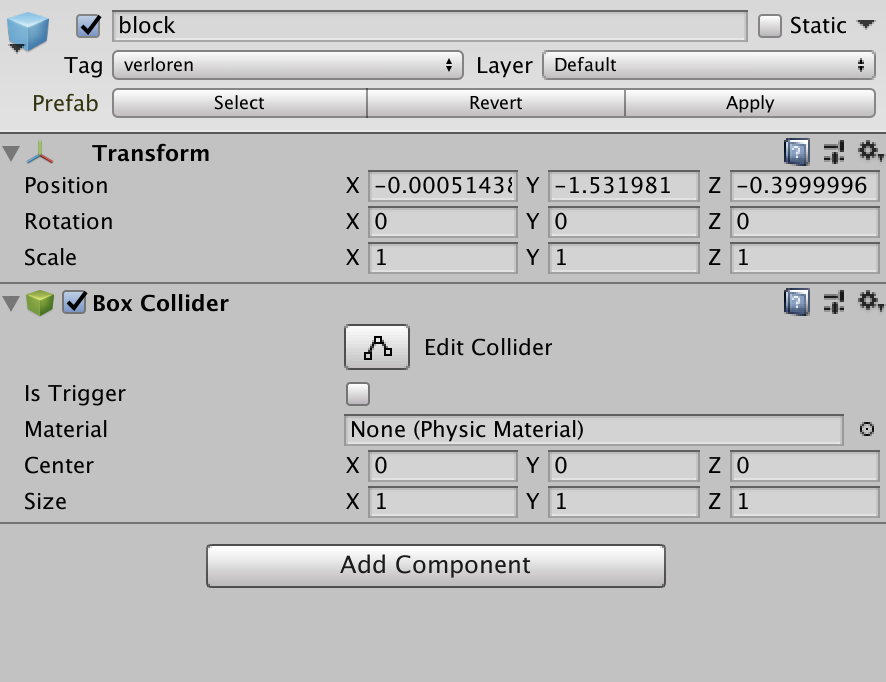 block Static
Tag verloren Layer Default
Prefab Select Revert Apply
Transform
Position X -0.00051438 Y -1.531981 Z -0.3999996
Rotation X 0 Y 0 Z 0
Scale X 1 Y 1 Z 1
Box Collider
Edit Collider
Is Trigger
Material None (Physic Material)
Center X 0 Y 0 Z 0
Size X 1 Y 1 Z 1
Add Component